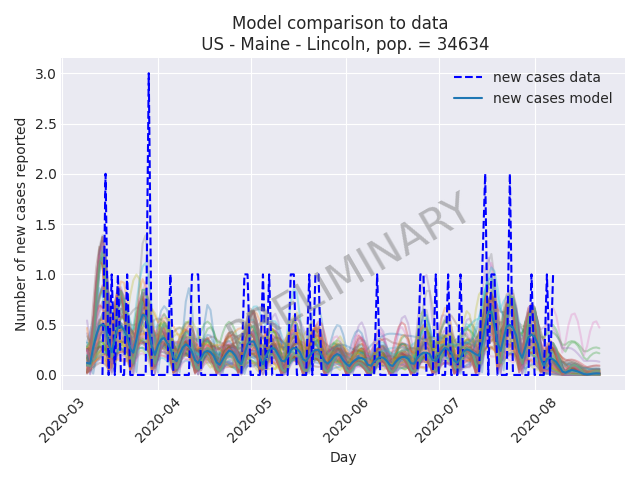 Model comparison to data
US - Maine - Lincoln, pop. = 34634
new cases data
new cases model
Number of new cases reported
3.0
2.5
2.0
1.5
1.0
0.5
0.0
2020-03
2020-04
2020-05
2020-06
2020-07
2020-08
Day